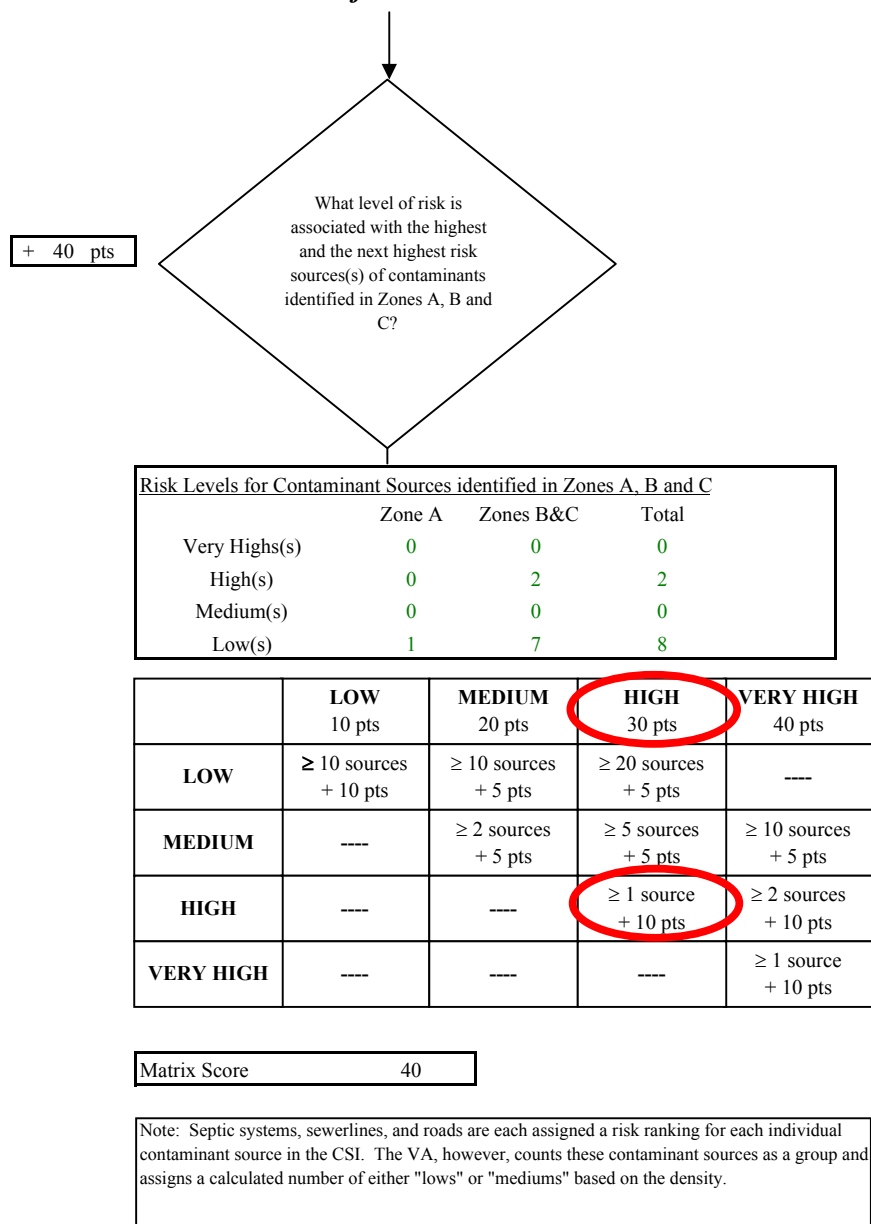 What level of risk is
associated with the highest
and the next highest risk
sources(s) of contaminants
identified in Zones A, B and
C?
+ 40 pts
Risk Levels for Contaminant Sources identified in Zones A, B and C
Zone A Zones B&C Total
Very Highs(s) 0 0 0
High(s) 0 2 2
Medium(s) 0 0 0
Low(s) 1 7 8
LOW MEDIUM HIGH VERY HIGH
10 pts 20 pts 30 pts 40 pts
LOW ≥ 10 sources ≥ 10 sources ≥ 20 sources ----
+ 10 pts + 5 pts + 5 pts
MEDIUM ---- ≥ 2 sources ≥ 5 sources ≥ 10 sources
+ 5 pts + 5 pts + 5 pts
HIGH ---- ---- ≥ 1 source ≥ 2 sources
+ 10 pts + 10 pts
VERY HIGH ---- ---- ---- ≥ 1 source
+ 10 pts
Matrix Score 40
Note: Septic systems, sewerlines, and roads are each assigned a risk ranking for each individual
contaminant source in the CSI. The VA, however, counts these contaminant sources as a group and
assigns a calculated number of either "lows" or "mediums" based on the density.